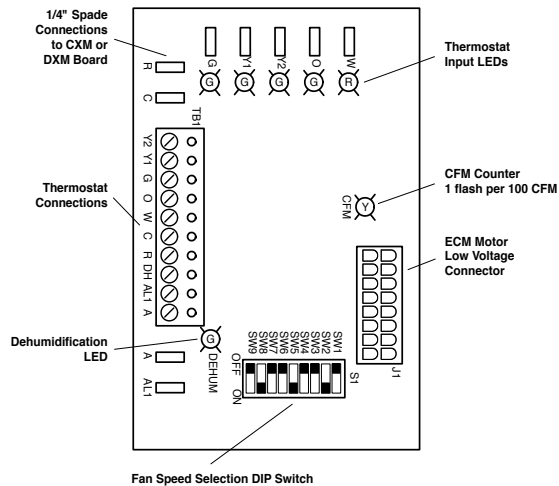 1/4" Spade
Connections
to CXM or
DXM Board
R
C
G
Y1
Y2
O
W
G
G
G
G
R
Thermostat
Input LEDs
TB1
Y2
Y1
G
O
W
C
R
DH
AL1
A
Thermostat
Connections
CFM
Y
CFM Counter
1 flash per 100 CFM
ECM Motor
Low Voltage
Connector
J1
Dehumidification
LED
G
DEHUM
A
AL1
OFF
ON
SW9
SW8
SW7
SW6
SW5
SW4
SW3
SW2
SW1
S1
Fan Speed Selection DIP Switch